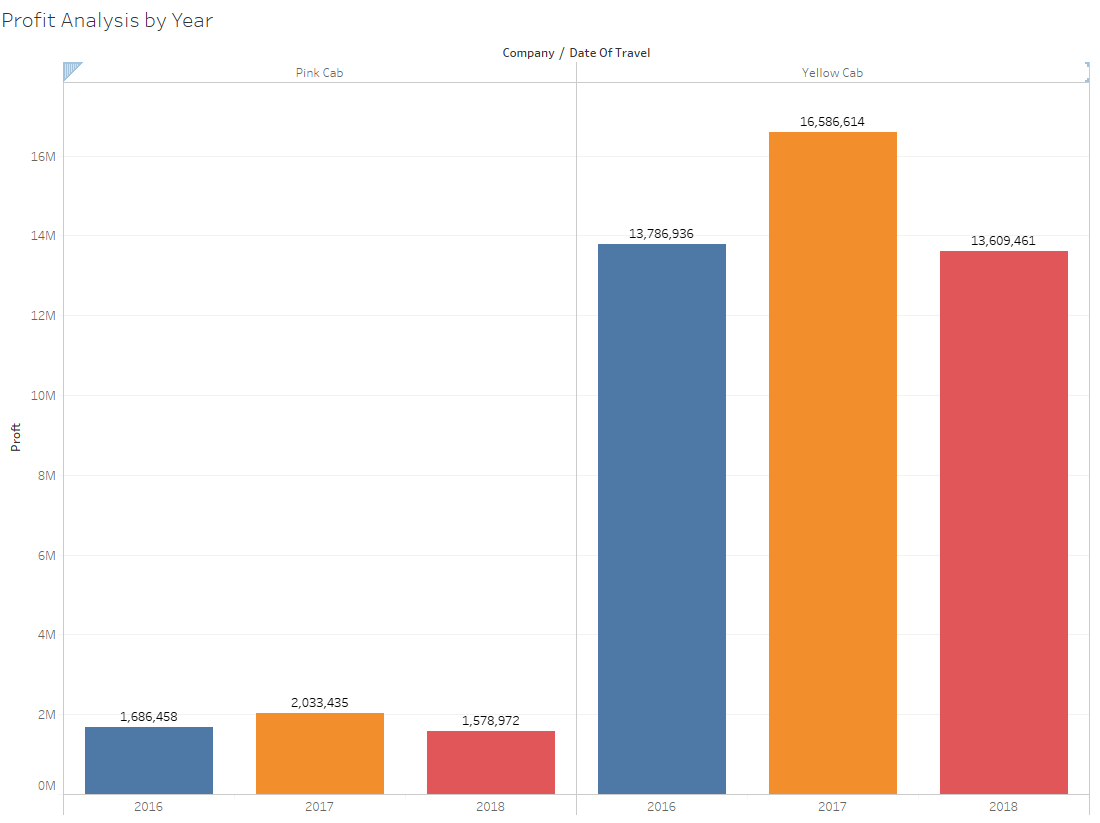 Profit Analysis by Year
Company / Date Of Travel
Pink Cab
Yellow Cab
16,586,614
16M
13,786,936
14M
13,609,461
12M
10M
Proft
8M
6M
4M
2,033,435
2M
1,686,458
1,578,972
0M
2016
2017
2018
2016
2017
2018